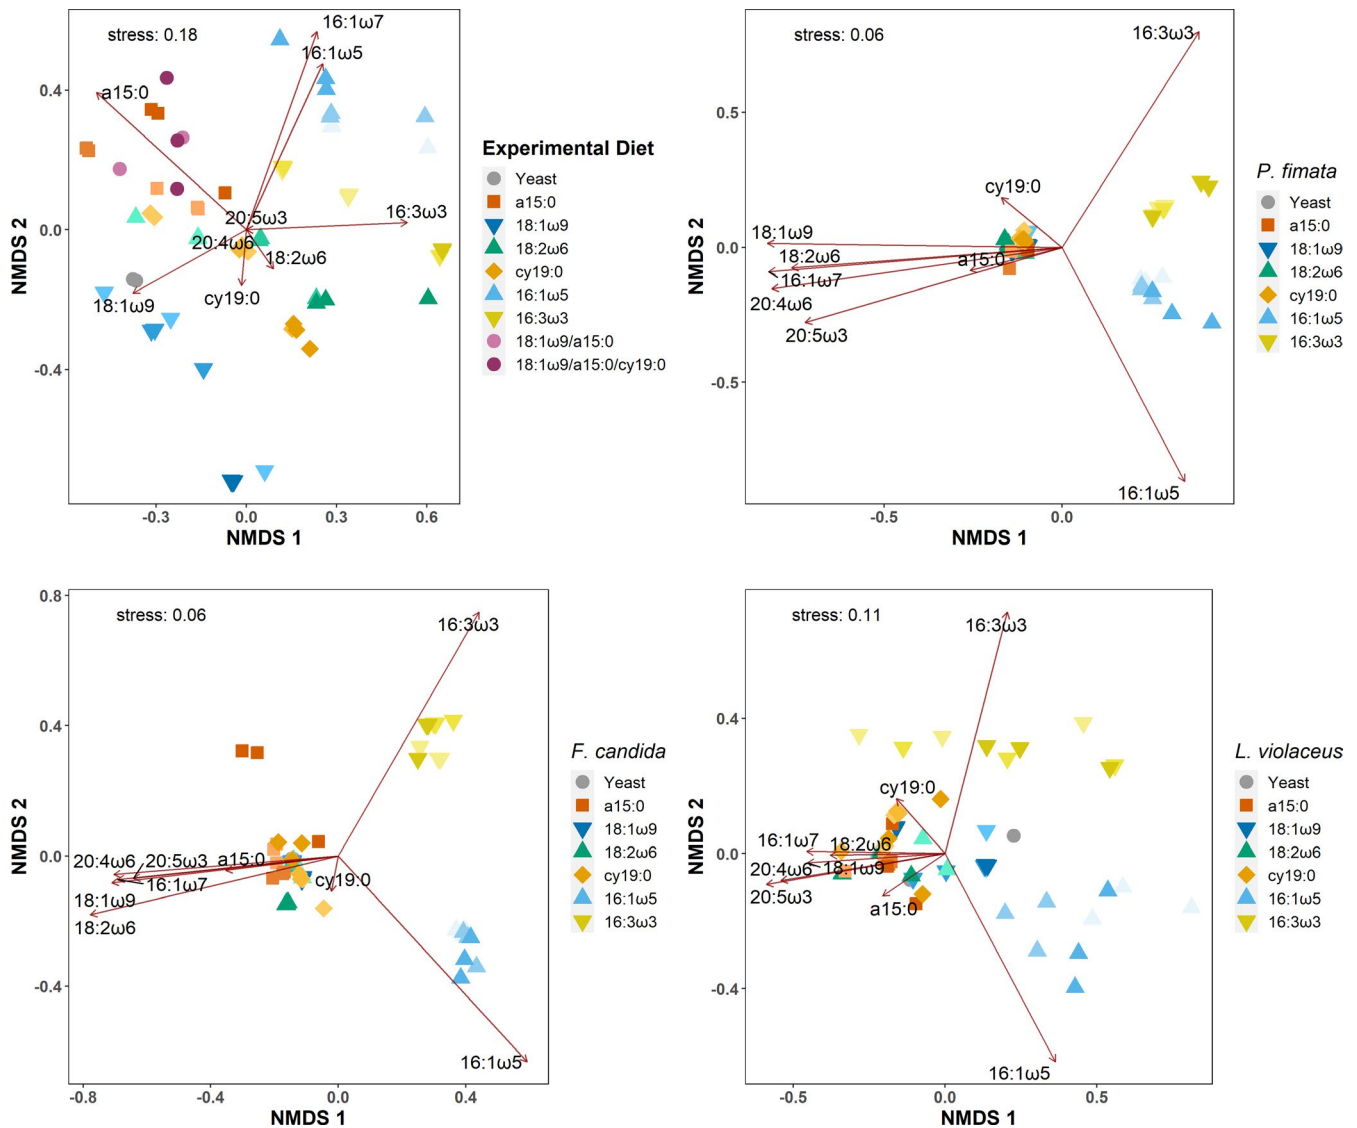 stress: 0.18
16:1ω7
16:1ω5
a15:0
16:3ω3
20:5ω3
20:4ω6
18:2ω6
18:1ω9
cy19:0
0.4
0.0
-0.4
-0.3
0.0
0.3
0.6
NMDS 1
NMDS 2
Experimental Diet
Yeast
a15:0
18:1ω9
18:2ω6
cy19:0
16:1ω5
16:3ω3
18:1ω9/a15:0
18:1ω9/a15:0/cy19:0
stress: 0.06
16:3ω3
cy19:0
18:1ω9
18:2ω6
a15:0
16:1ω7
20:4ω6
20:5ω3
16:1ω5
0.5
0.0
-0.5
-0.5
0.0
NMDS 1
NMDS 2
P. fimata
Yeast
a15:0
18:1ω9
18:2ω6
cy19:0
16:1ω5
16:3ω3
stress: 0.06
16:3ω3
20:4ω6
20:5ω3
a15:0
16:1ω7
cy19:0
18:1ω9
18:2ω6
16:1ω5
0.8
0.4
0.0
-0.4
-0.8
-0.4
0.0
0.4
NMDS 1
NMDS 2
F. candida
Yeast
a15:0
18:1ω9
18:2ω6
cy19:0
16:1ω5
16:3ω3
stress: 0.11
16:3ω3
cy19:0
16:1ω7
18:2ω6
20:4ω6
18:1ω9
20:5ω3
a15:0
16:1ω5
0.4
0.0
-0.4
-0.5
0.0
0.5
NMDS 1
NMDS 2
L. violaceus
Yeast
a15:0
18:1ω9
18:2ω6
cy19:0
16:1ω5
16:3ω3